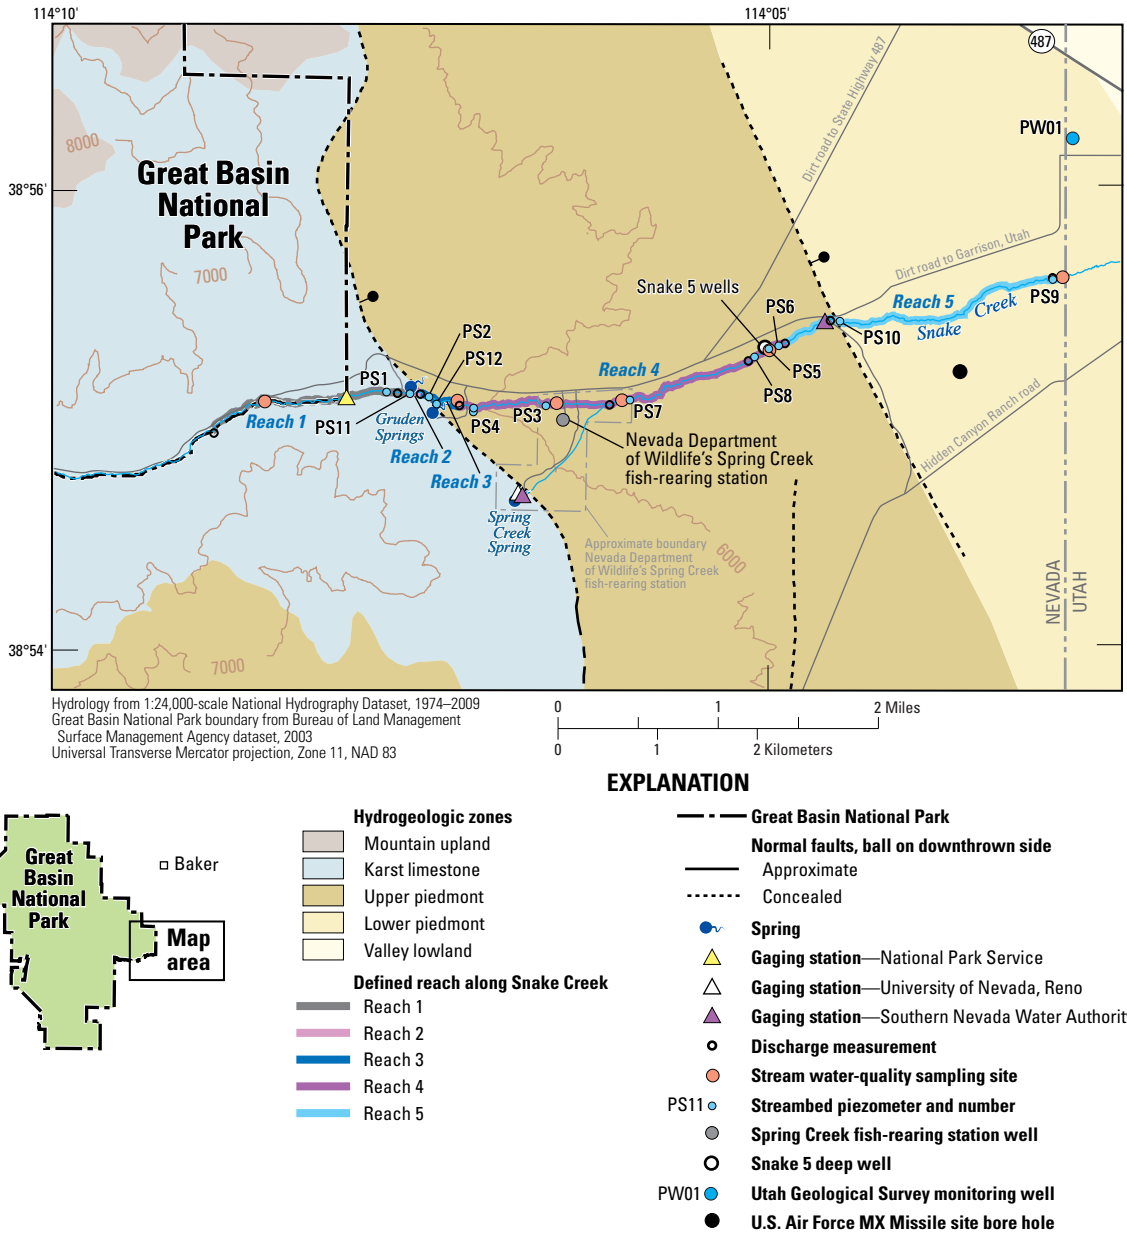 114°10'
114°05'
487
Dirt road to State Highway 487
PW01
8000
Great Basin
National
Park
38°56'
7000
Dirt road to Garrison, Utah
Snake 5 wells
PS6
Reach 5
Creek
Snake
PS9
PS10
PS2
PS12
Reach 4
PS5
PS8
PS1
Reach 1
PS11
Gruden
Springs
PS4
PS3
PS7
Hidden Canyon Ranch road
Reach 2
Reach 3
Nevada Department
of Wildlife's Spring Creek
fish-rearing station
Spring
Creek
Spring
Approximate boundary
Nevada Department
of Wildlife's Spring Creek
fish-rearing station
6000
NEVADA
UTAH
38°54'
7000
Hydrology from 1:24,000-scale National Hydrography Dataset, 1974–2009
Great Basin National Park boundary from Bureau of Land Management
Surface Management Agency dataset, 2003
Universal Transverse Mercator projection, Zone 11, NAD 83
0 1 2 Miles
0 1 2 Kilometers
EXPLANATION
Great
Basin
National
Park
Baker
Map
area
Hydrogeologic zones
Mountain upland
Karst limestone
Upper piedmont
Lower piedmont
Valley lowland
Defined reach along Snake Creek
Reach 1
Reach 2
Reach 3
Reach 4
Reach 5
Great Basin National Park
Normal faults, ball on downthrown side
Approximate
Concealed
Spring
Gaging station—National Park Service
Gaging station—University of Nevada, Reno
Gaging station—Southern Nevada Water Authorit
Discharge measurement
Stream water-quality sampling site
PS11 Streambed piezometer and number
Spring Creek fish-rearing station well
Snake 5 deep well
PW01 Utah Geological Survey monitoring well
U.S. Air Force MX Missile site bore hole